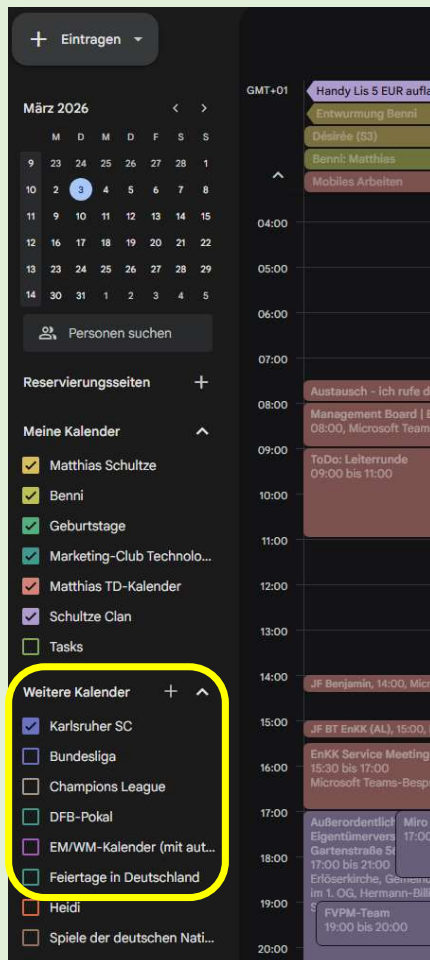 Eintragen
März 2026
M D M D F S S
9 23 24 25 26 27 28 1
10 2 3 4 5 6 7 8
11 9 10 11 12 13 14 15
12 16 17 18 19 20 21 22
13 23 24 25 26 27 28 29
14 30 31 1 2 3 4 5
Personen suchen
Reservierungsseiten
Meine Kalender
Matthias Schultze
Benni
Geburtstage
Marketing-Club Technolo...
Matthias TD-Kalender
Schultze Clan
Tasks
Weitere Kalender
Karlsruher SC
Bundesliga
Champions League
DFB-Pokal
EM/WM-Kalender (mit aut...
Feiertage in Deutschland
Heidi
Spiele der deutschen Nati...
GMT+01
Handy Lis 5 EUR aufla
Entwurmung Benni
Désirée (S3)
Benni: Matthias
Mobiles Arbeiten
04:00
05:00
06:00
07:00
Austausch - ich rufe d
08:00
Management Board |
08:00, Microsoft Team
09:00
ToDo: Leiterrunde
09:00 bis 11:00
10:00
11:00
12:00
13:00
14:00
JF Benjamin, 14:00, Micr
15:00
JF BT EnKK (AL), 15:00,
EnKK Service Meeting
15:30 bis 17:00
16:00
Microsoft Teams-Bespr
17:00
Außerordentlich
Eigentümervers
Gartenstraße 56
17:00 bis 21:00
Erlöserkirche,
im 1. OG, Hermann-Billi
Miro
17:00
18:00
19:00
FVPM-Team
19:00 bis 20:00
20:00